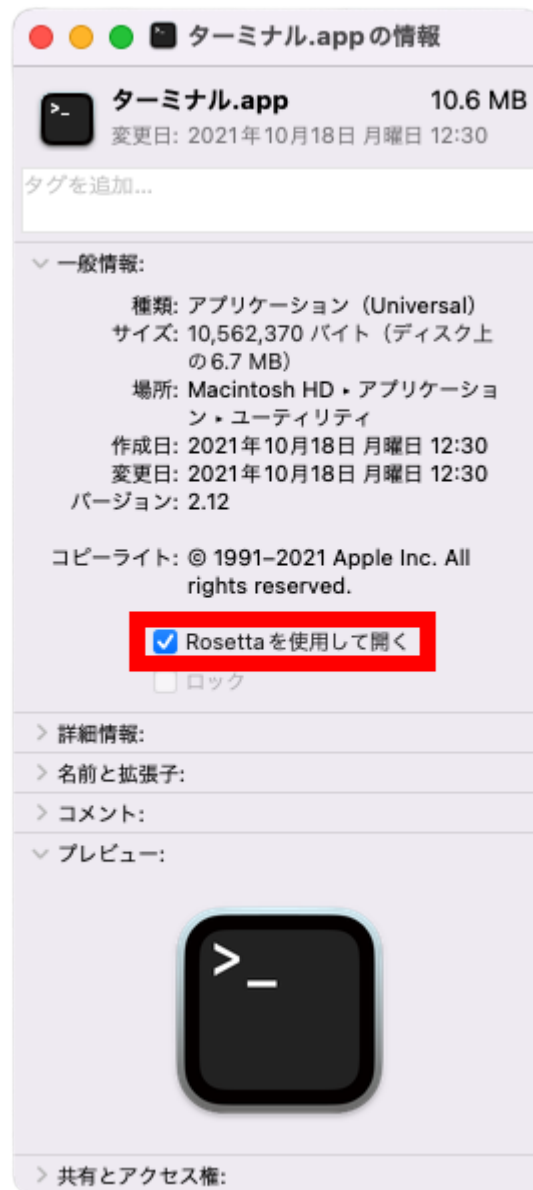 ターミナル.appの情報
ターミナル.app 10.6 MB
変更日: 2021年10月18日 月曜日 12:30
タグを追加...
一般情報:
種類: アプリケーション（Universal）
サイズ: 10,562,370 バイト（ディスク上
の6.7 MB）
場所: Macintosh HD ▸ アプリケーショ
ン ▸ ユーティリティ
作成日: 2021年10月18日 月曜日 12:30
変更日: 2021年10月18日 月曜日 12:30
バージョン: 2.12
コピーライト: © 1991–2021 Apple Inc. All
rights reserved.
Rosettaを使用して開く
ロック
詳細情報:
名前と拡張子:
コメント:
プレビュー:
>_
共有とアクセス権: